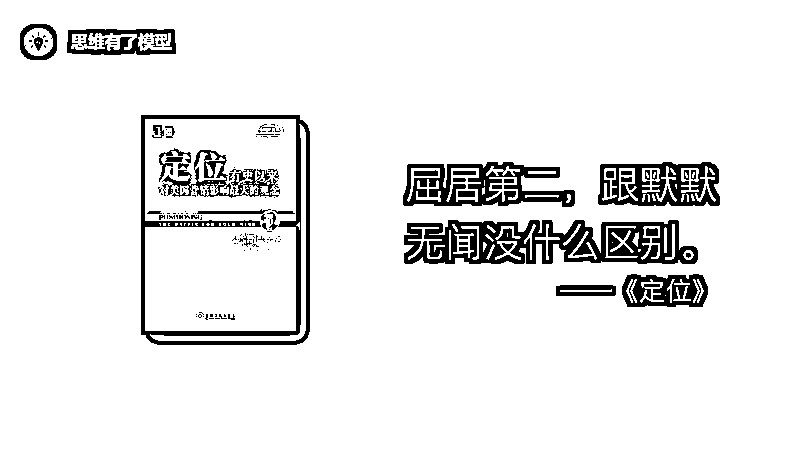 思维有了模型
定位
有史以来
对美国营销影响最大的观念
POSITIONING
THE BATTLE FOR YOUR MIND
屈居第二，跟默默
无闻没什么区别。
——《定位》